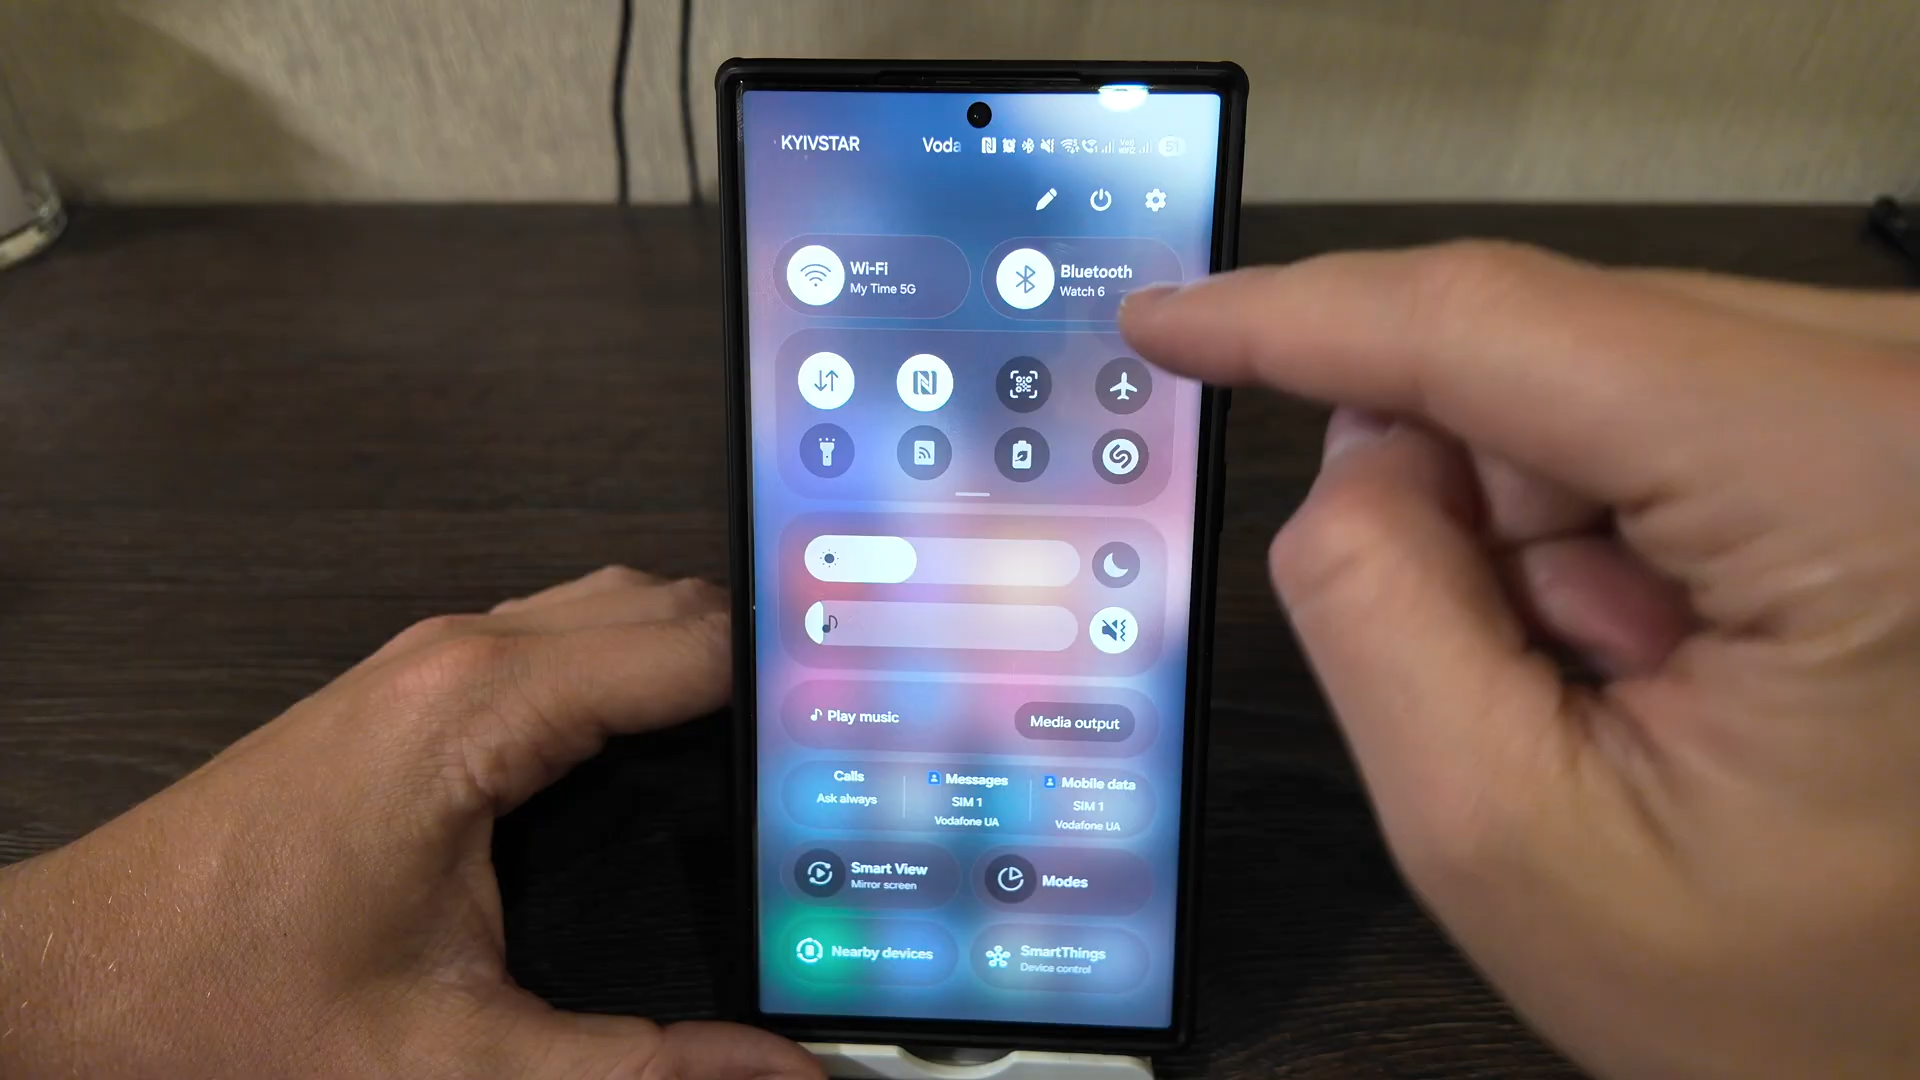 KYIVSTAR Voda 51
Wi-Fi
My Time 5G
Bluetooth
Watch 6
Play music
Media output
Calls
Ask always
Messages
SIM 1
Vodafone UA
Mobile data
SIM 1
Vodafone UA
Smart View
Mirror screen
Modes
Nearby devices
SmartThings
Device control